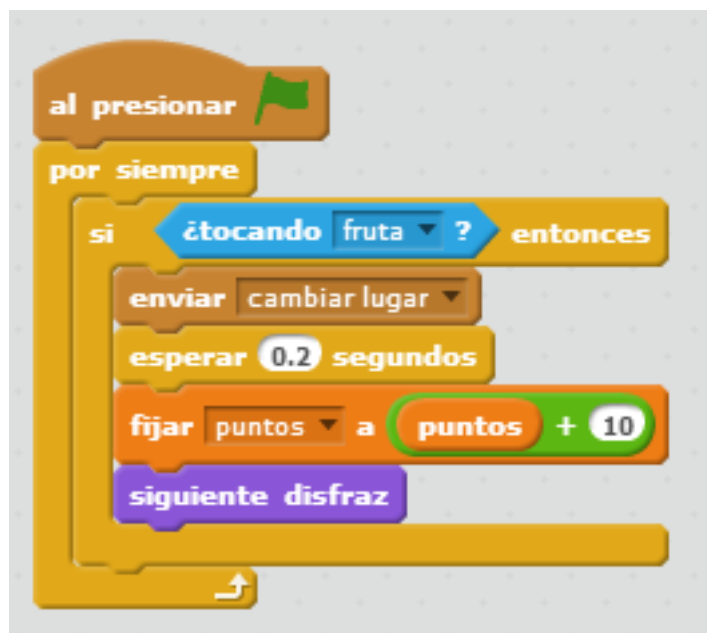 al presionar
por siempre
si ¿tocando fruta ? entonces
enviar cambiar lugar
esperar 0.2 segundos
fijar puntos a puntos + 10
siguiente disfraz